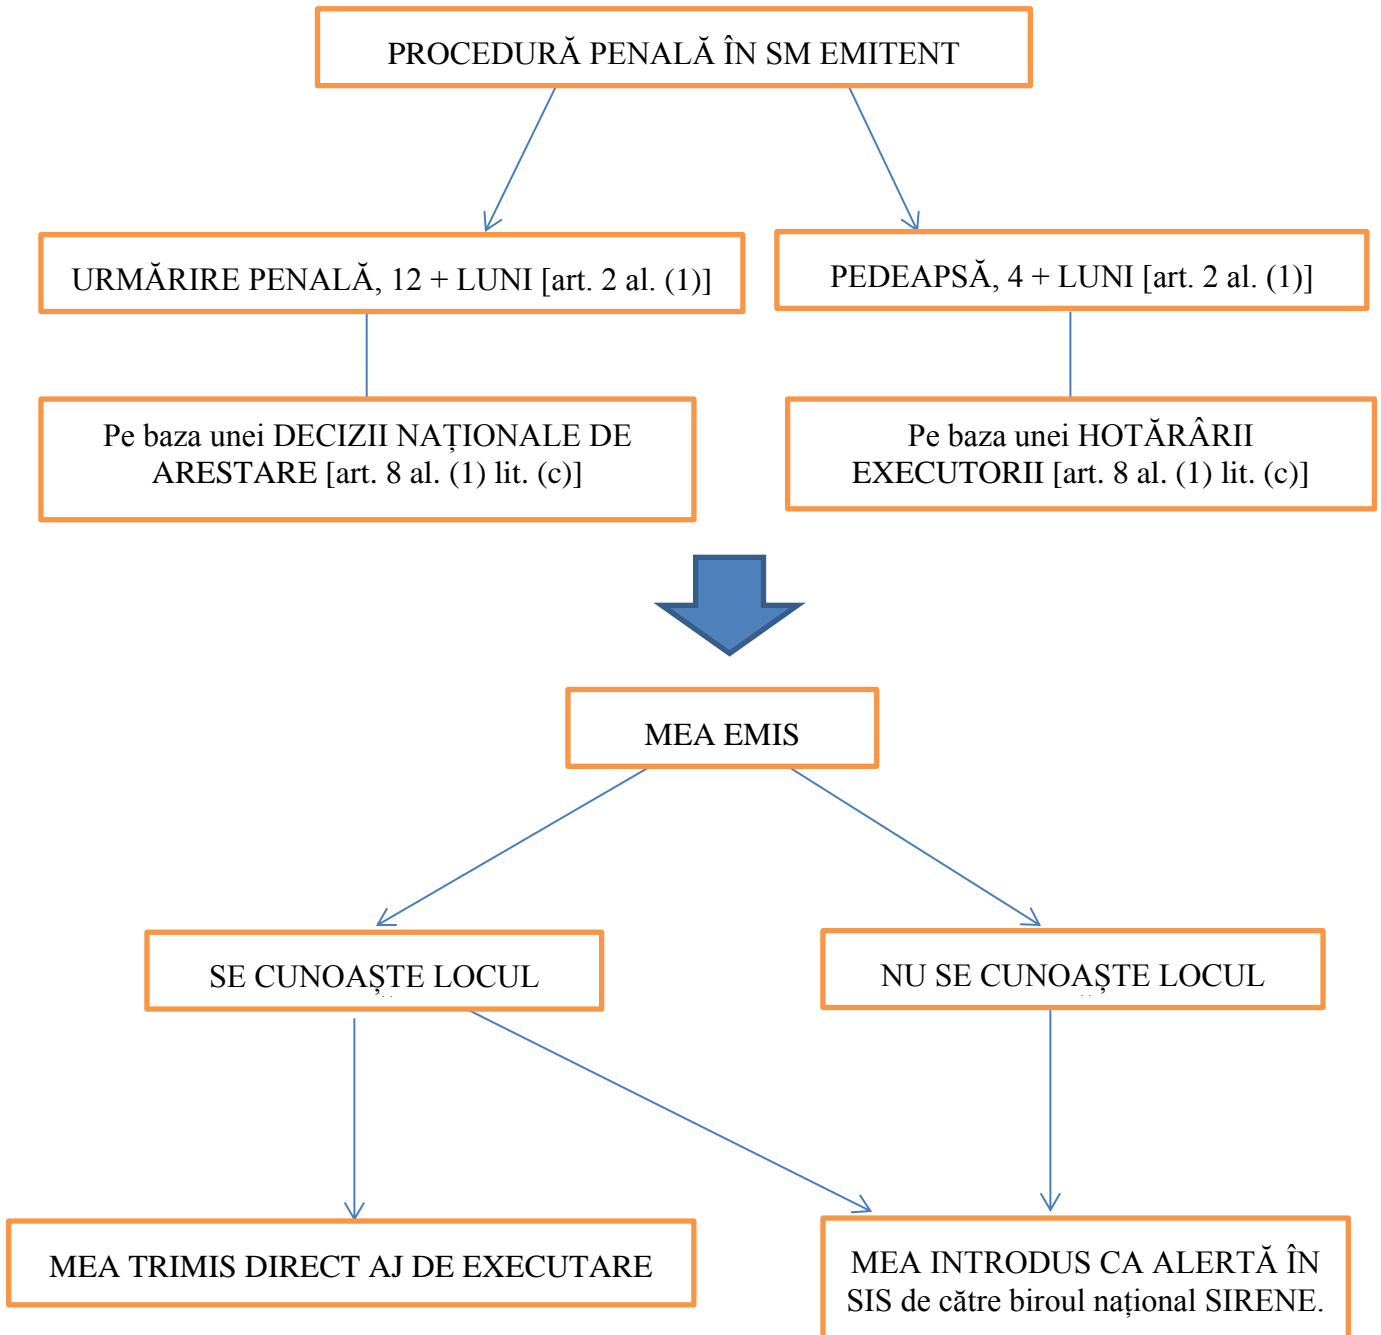 PROCEDURĂ PENALĂ ÎN SM EMITENT
URMĂRIRE PENALĂ, 12 + LUNI [art. 2 al. (1)]
PEDEAPSĂ, 4 + LUNI [art. 2 al. (1)]
Pe baza unei DECIZII NAȚIONALE DE
ARESTARE [art. 8 al. (1) lit. (c)]
Pe baza unei HOTĂRÂRII
EXECUTORII [art. 8 al. (1) lit. (c)]
MEA EMIS
SE CUNOAȘTE LOCUL
NU SE CUNOAȘTE LOCUL
MEA TRIMIS DIRECT AJ DE EXECUTARE
MEA INTRODUS CA ALERTĂ ÎN
SIS de către biroul național SIRENE.